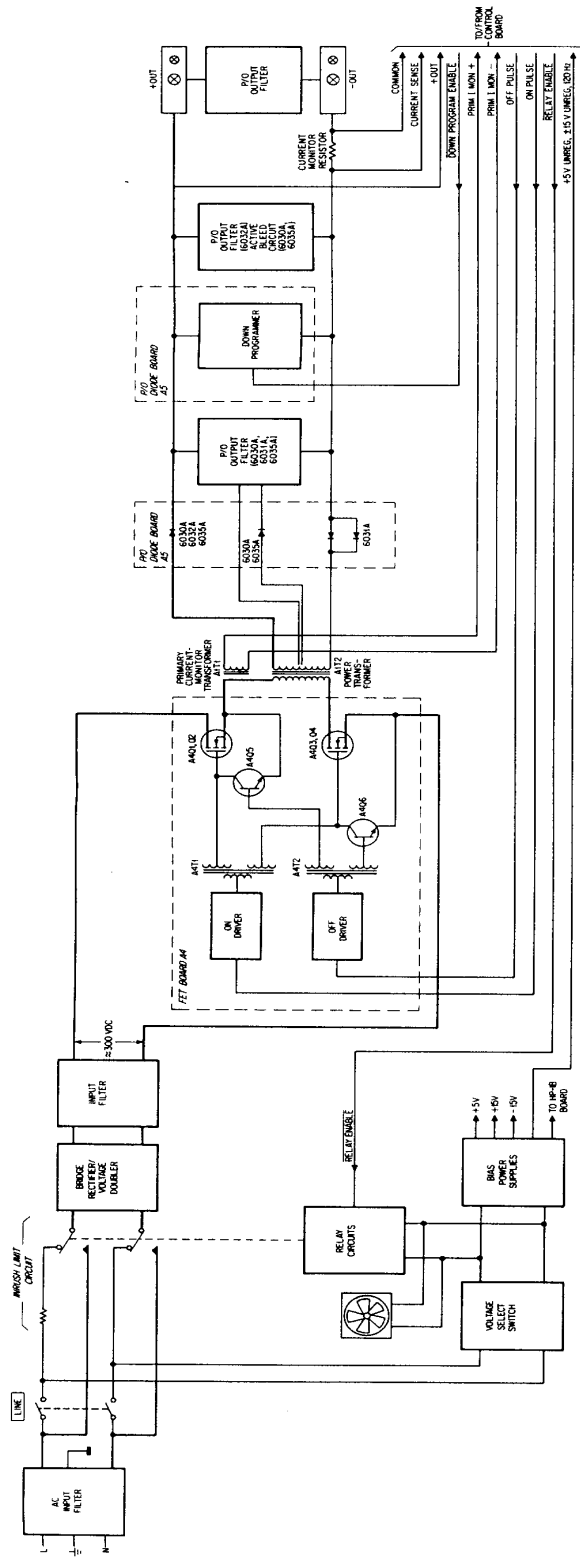 L
N
AC
INPUT
FILTER
LINE
INRUSH LIMIT
CIRCUIT
BRIDGE
RECTIFIER/
VOLTAGE
DOUBLER
INPUT
FILTER
≈300 VDC
RELAY
CIRCUITS
RELAY ENABLE
VOLTAGE
SELECT
SWITCH
BIAS
POWER
SUPPLIES
+5V
+15V
-15V
TO HP-IB
BOARD
FET BOARD A4
ON
DRIVER
OFF
DRIVER
A4T1
A4T2
A4Q1,Q2
A4Q5
A4Q3,Q4
A4Q6
PRIMARY
CURRENT-
MONITOR
TRANSFORMER
A1T1
A1T2
POWER
TRANS-
FORMER
P/O
DIODE BOARD
A5
6030A
6032A
6035A
6030A
6035A
6031A
P/O
OUTPUT
FILTER
(6030A,
6031A,
6035A)
P/O
DIODE BOARD
A5
DOWN
PROGRAMMER
P/O
OUTPUT
FILTER
(6032A)
ACTIVE
BLEED
CIRCUIT
(6030A,
6035A)
CURRENT
MONITOR
RESISTOR
+OUT
P/O
OUTPUT
FILTER
-OUT
COMMON
CURRENT SENSE
+OUT
DOWN PROGRAM ENABLE
PRIM I MON +
PRIM I MON -
OFF PULSE
ON PULSE
RELAY ENABLE
+5V UNREG, ±15 V UNREG, 120 Hz
TO/FROM
CONTROL
BOARD